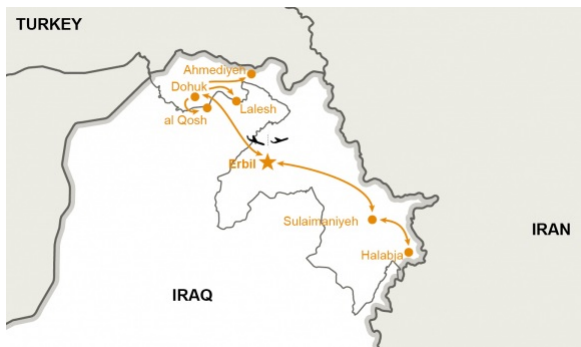 TURKEY
Ahmediyeh
Dohuk
Lalesh
al Qosh
Erbil
Sulaimaniyeh
IRAN
Halabja
IRAQ